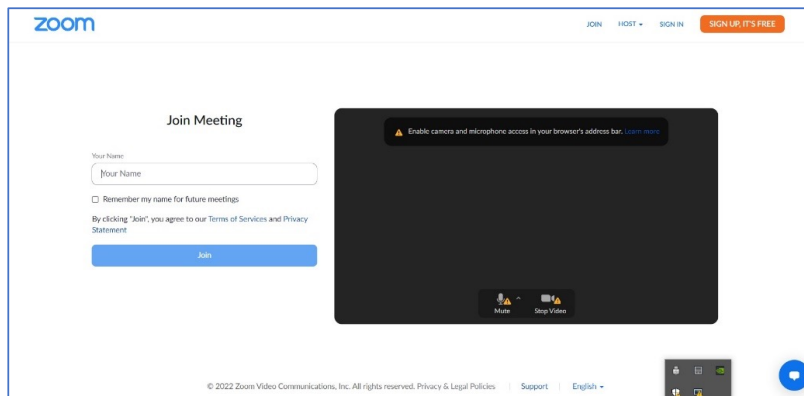 zoom
JOIN HOST SIGN IN SIGN UP, IT'S FREE
Join Meeting
Your Name
Your Name
Remember my name for future meetings
By clicking "Join", you agree to our Terms of Services and Privacy
Statement
Join
Enable camera and microphone access in your browser's address bar. Learn more
Mute Stop Video
© 2022 Zoom Video Communications, Inc. All rights reserved. Privacy & Legal Policies Support English